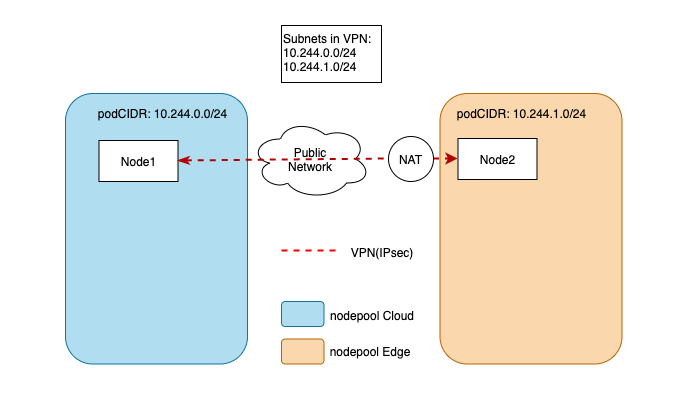 Subnets in VPN:
10.244.0.0/24
10.244.1.0/24
podCIDR: 10.244.0.0/24
podCIDR: 10.244.1.0/24
Node1
Public
Network
NAT
Node2
VPN(IPsec)
nodepool Cloud
nodepool Edge